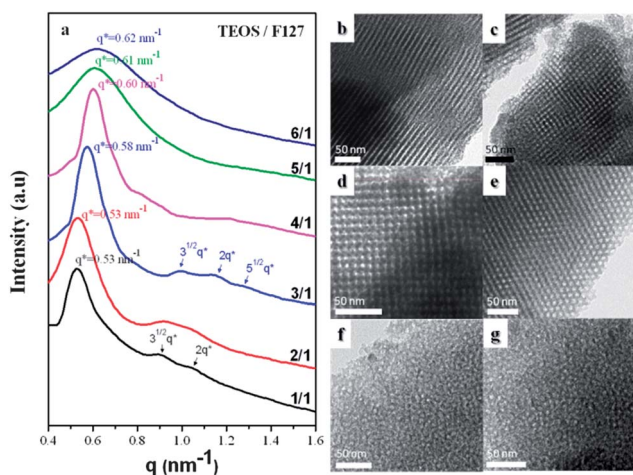 a
TEOS / F127
q*=0.62 nm-1
q*=0.61 nm-1
q*=0.60 nm-1
q*=0.58 nm-1
q*=0.53 nm-1
q*=0.53 nm-1
6/1
5/1
4/1
3^1/2q*
2q*
5^1/2q*
3/1
2/1
3^1/2q*
2q*
1/1
Intensity (a.u)
0.4 0.6 0.8 1.0 1.2 1.4 1.6
q (nm-1)
b
50 nm
c
50 nm
d
50 nm
e
50 nm
f
50 nm
g
50 nm